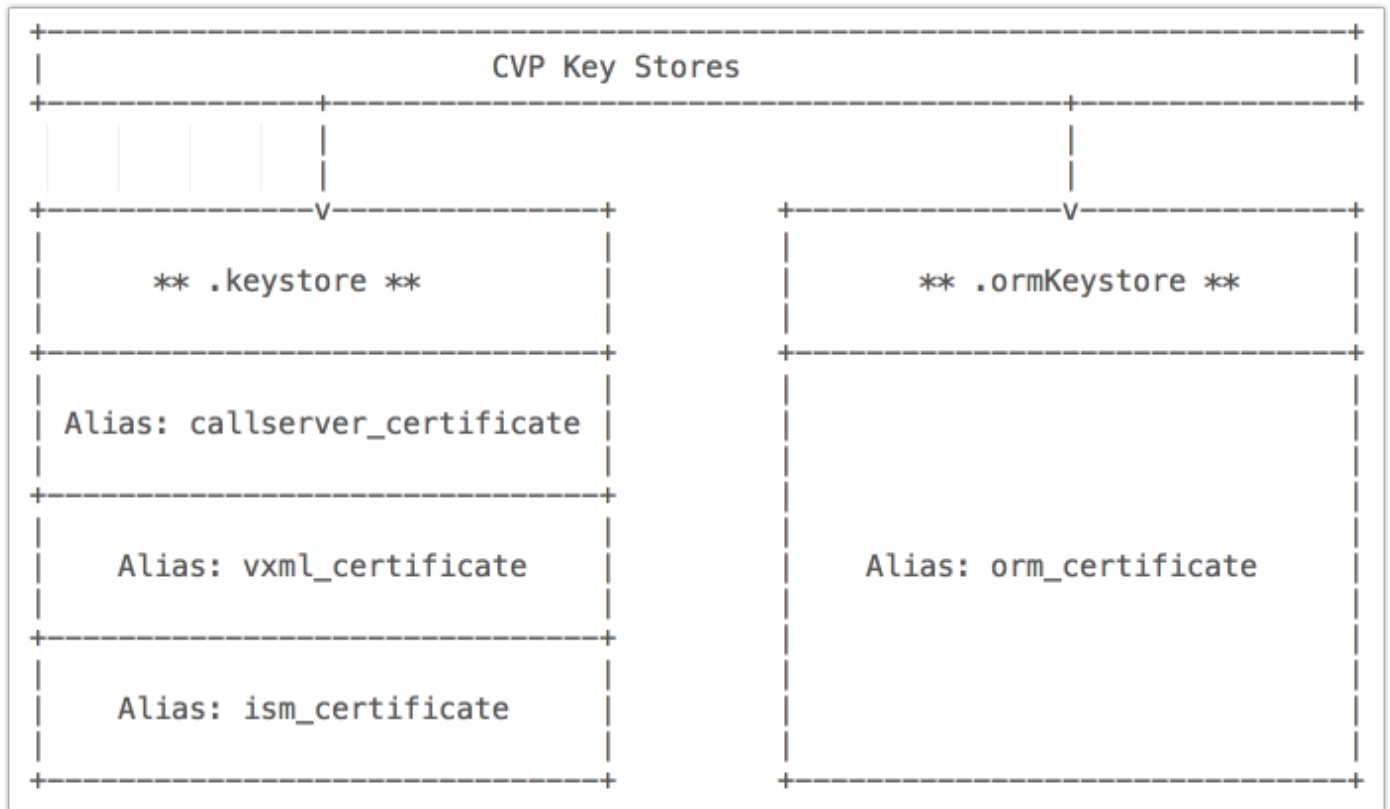 CVP Key Stores
** .keystore **
** .ormKeystore **
Alias: callserver_certificate
Alias: vxml_certificate
Alias: orm_certificate
Alias: ism_certificate